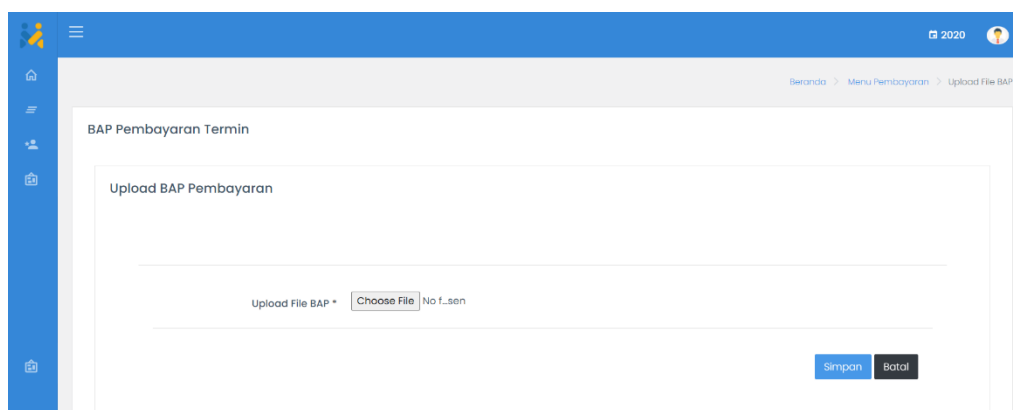 2020
Beranda > Menu Pembayaran > Upload File BAP
BAP Pembayaran Termin
Upload BAP Pembayaran
Upload File BAP * Choose File No f...sen
Simpan Batal